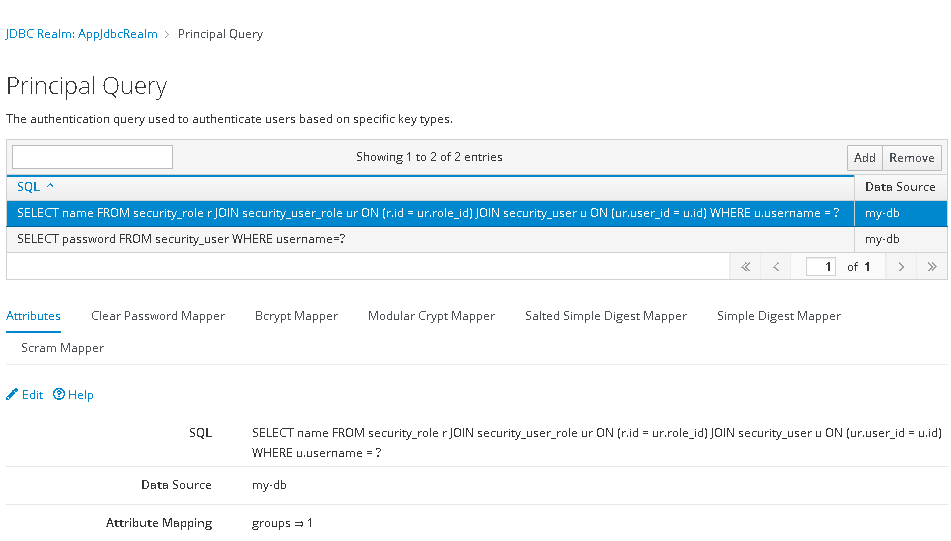 JDBC Realm: AppJdbcRealm > Principal Query
Principal Query
The authentication query used to authenticate users based on specific key types.
Showing 1 to 2 of 2 entries Add Remove
SQL ^ Data Source
SELECT name FROM security_role r JOIN security_user_role ur ON (r.id = ur.role_id) JOIN security_user u ON (ur.user_id = u.id) WHERE u.username = ? my-db
SELECT password FROM security_user WHERE username=? my-db
« < 1 of 1 > »
Attributes Clear Password Mapper Bcrypt Mapper Modular Crypt Mapper Salted Simple Digest Mapper Simple Digest Mapper
Scram Mapper
Edit Help
SQL SELECT name FROM security_role r JOIN security_user_role ur ON (r.id = ur.role_id) JOIN security_user u ON (ur.user_id = u.id)
WHERE u.username = ?
Data Source my-db
Attribute Mapping groups ⇒ 1